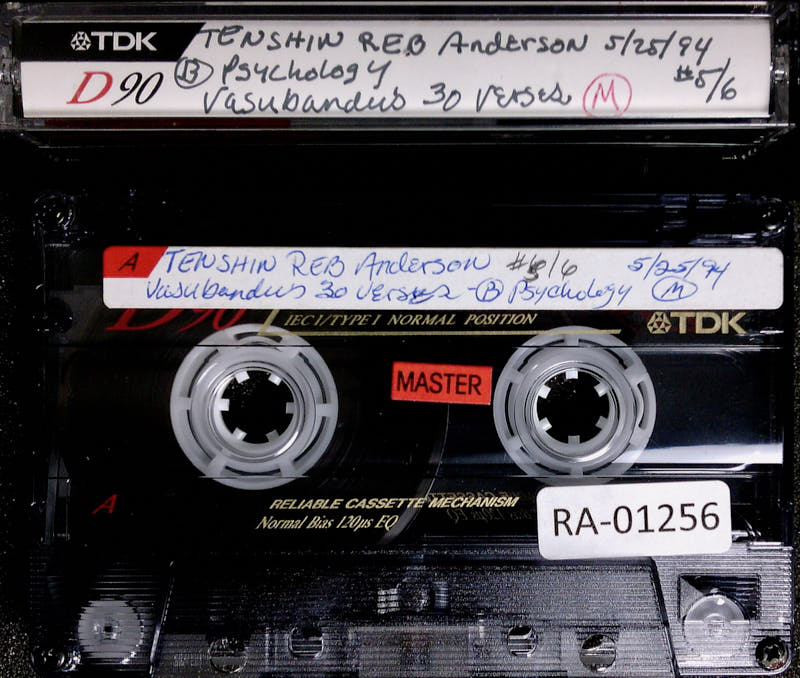 TDK TENSHIN REB Anderson 5/25/94
D90 Ⓑ Psychology #5/6
Vasubandus 30 verses Ⓜ
A TENSHIN REB Anderson #5/6 5/25/94
Vasubandus 30 verses - Ⓑ Psychology Ⓜ
D90 IEC I/TYPE I NORMAL POSITION TDK
MASTER
A
RELIABLE CASSETTE MECHANISM
Normal Bias 120µs EQ
RA-01256